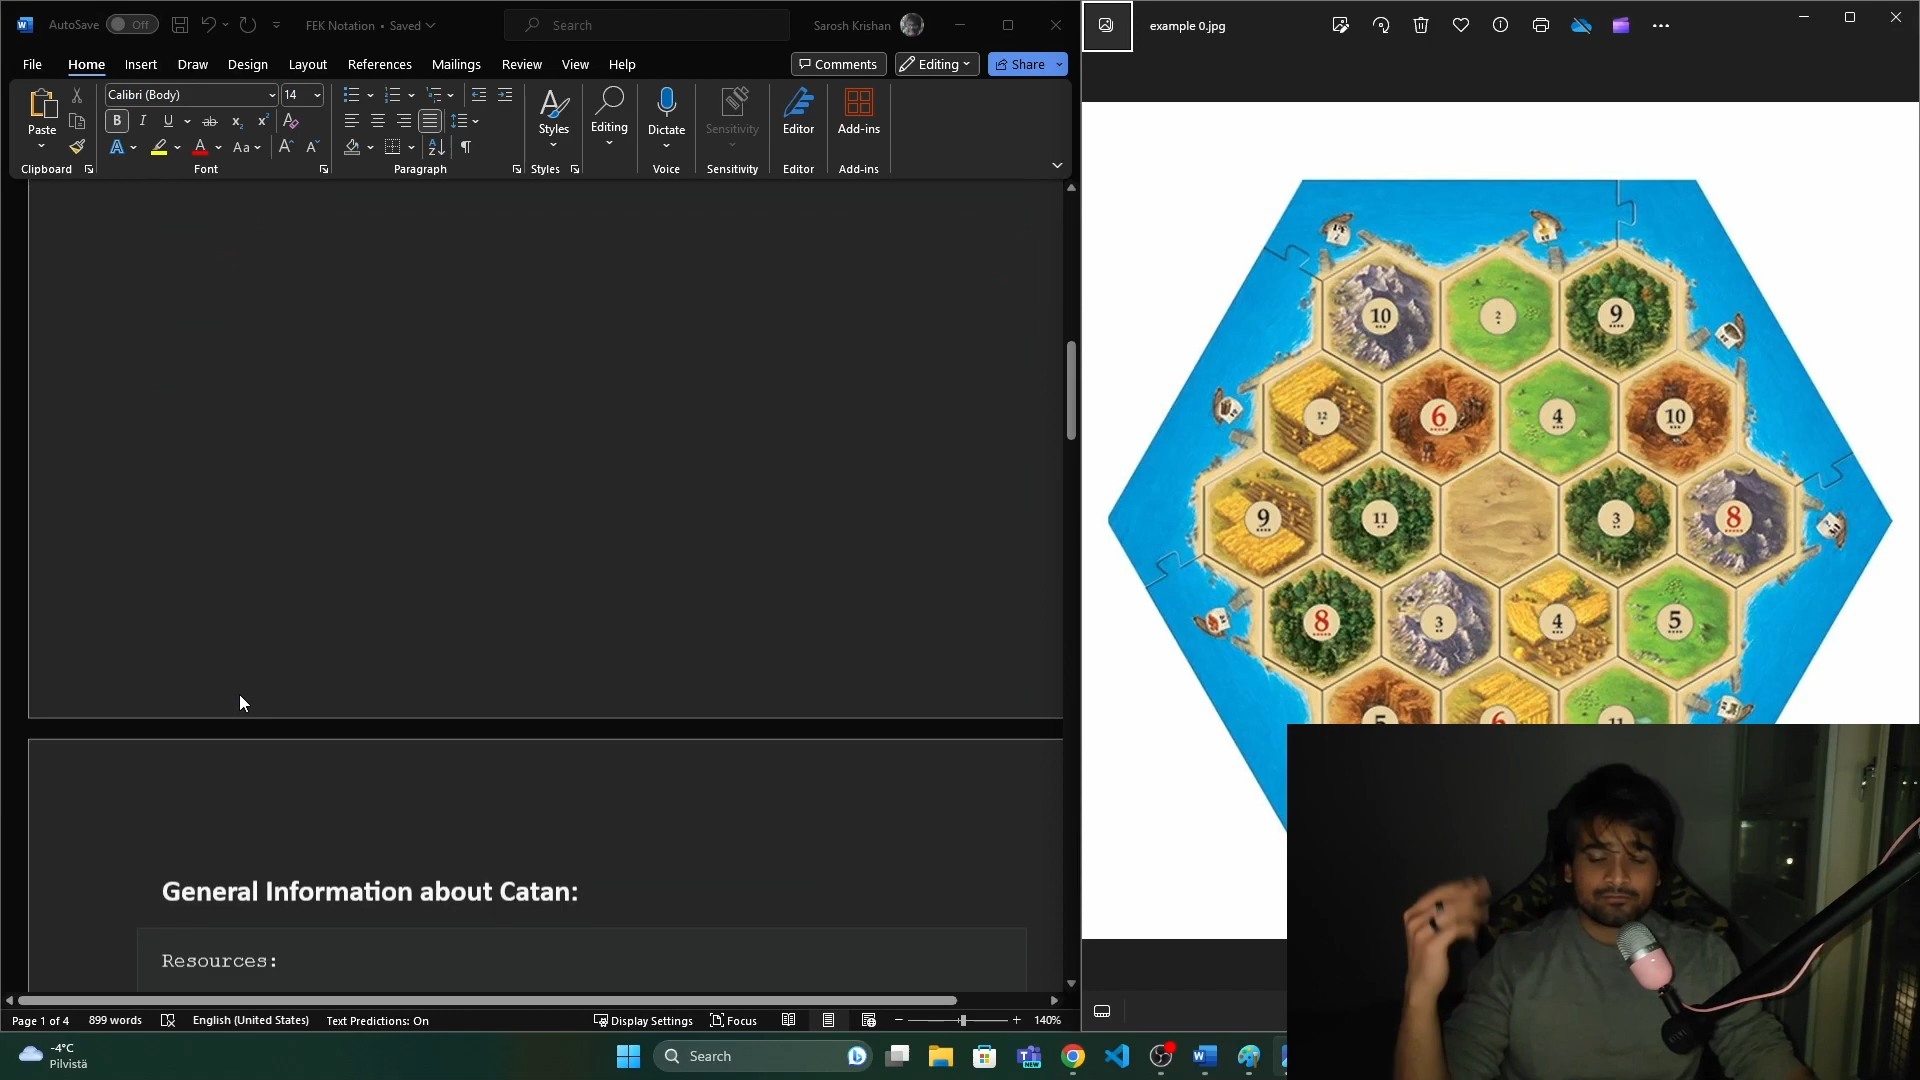 AutoSave Off FEK Notation • Saved Search Sarosh Krishan
File Home Insert Draw Design Layout References Mailings Review View Help Comments Editing Share
Calibri (Body) 14
Paste Styles Editing Dictate Sensitivity Editor Add-ins
Clipboard Font Paragraph Styles Voice Sensitivity Editor Add-ins
General Information about Catan:
Resources:
Page 1 of 4 899 words English (United States) Text Predictions: On Display Settings Focus 140%
example 0.jpg
10 2 9
12 6 4 10
9 11 3 8
8 3 4 5
5 6 11
-4°C
Pilvistä
Search
NEW